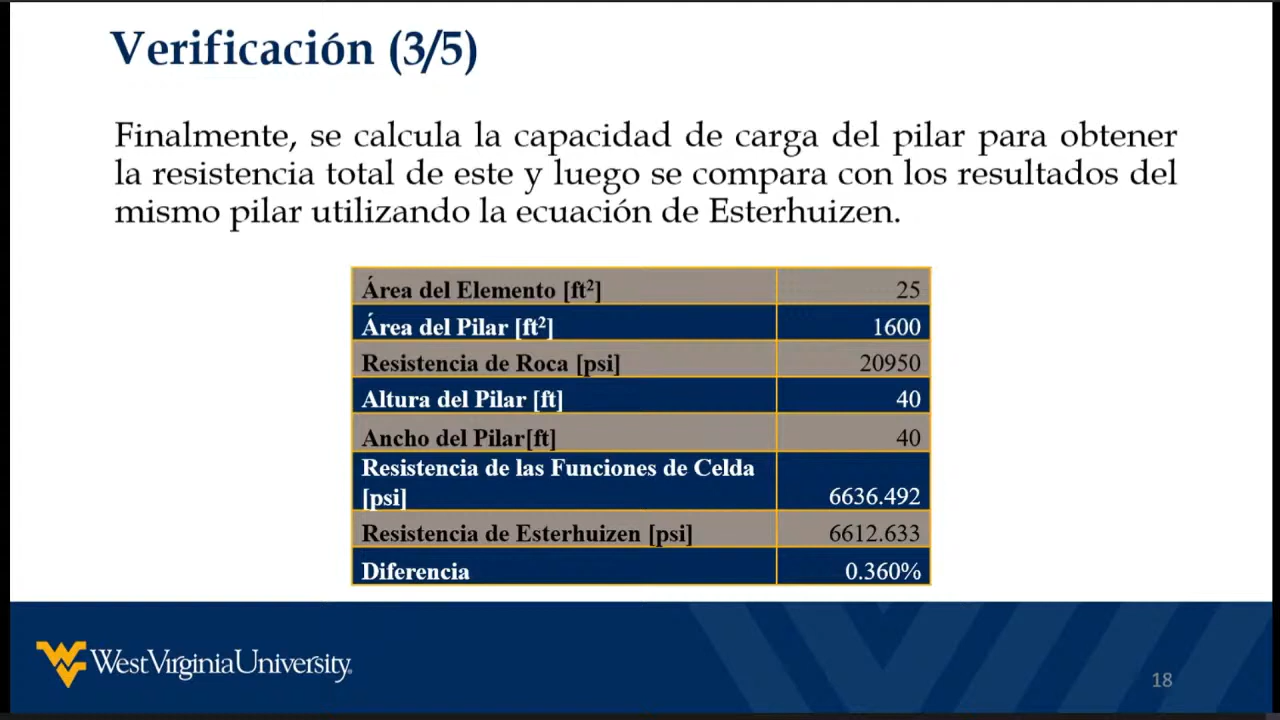 Verificación (3/5)
Finalmente, se calcula la capacidad de carga del pilar para obtener
la resistencia total de este y luego se compara con los resultados del
mismo pilar utilizando la ecuación de Esterhuizen.
Área del Elemento [ft²] 25
Área del Pilar [ft²] 1600
Resistencia de Roca [psi] 20950
Altura del Pilar [ft] 40
Ancho del Pilar[ft] 40
Resistencia de las Funciones de Celda
[psi] 6636.492
Resistencia de Esterhuizen [psi] 6612.633
Diferencia 0.360%
WestVirginiaUniversity.
18